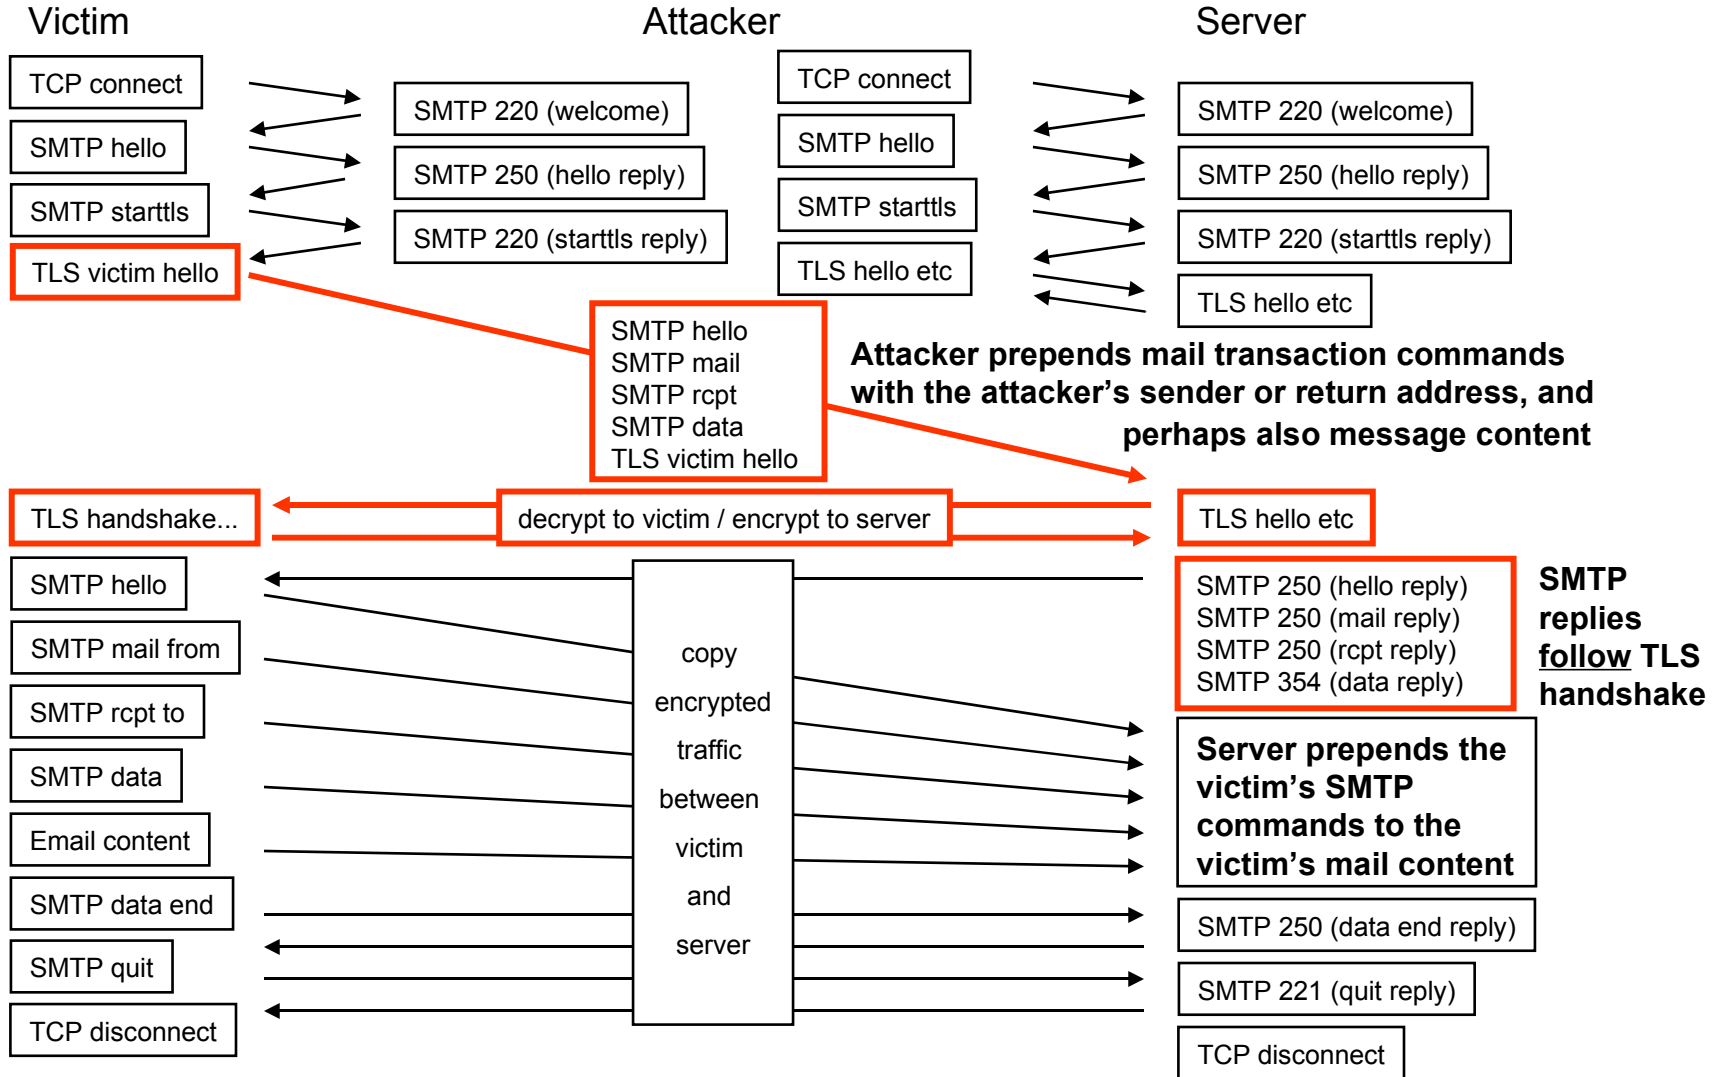 Victim
Attacker
Server
TCP connect
SMTP 220 (welcome)
SMTP hello
SMTP 250 (hello reply)
SMTP starttls
SMTP 220 (starttls reply)
TLS victim hello
TCP connect
SMTP hello
SMTP starttls
TLS hello etc
SMTP 220 (welcome)
SMTP 250 (hello reply)
SMTP 220 (starttls reply)
TLS hello etc
SMTP hello
SMTP mail
SMTP rcpt
SMTP data
TLS victim hello
Attacker prepends mail transaction commands
with the attacker’s sender or return address, and
perhaps also message content
TLS handshake...
decrypt to victim / encrypt to server
TLS hello etc
SMTP hello
SMTP mail from
SMTP rcpt to
SMTP data
Email content
SMTP data end
SMTP quit
TCP disconnect
copy
encrypted
traffic
between
victim
and
server
SMTP 250 (hello reply)
SMTP 250 (mail reply)
SMTP 250 (rcpt reply)
SMTP 354 (data reply)
SMTP
replies
follow TLS
handshake
Server prepends the
victim’s SMTP
commands to the
victim’s mail content
SMTP 250 (data end reply)
SMTP 221 (quit reply)
TCP disconnect